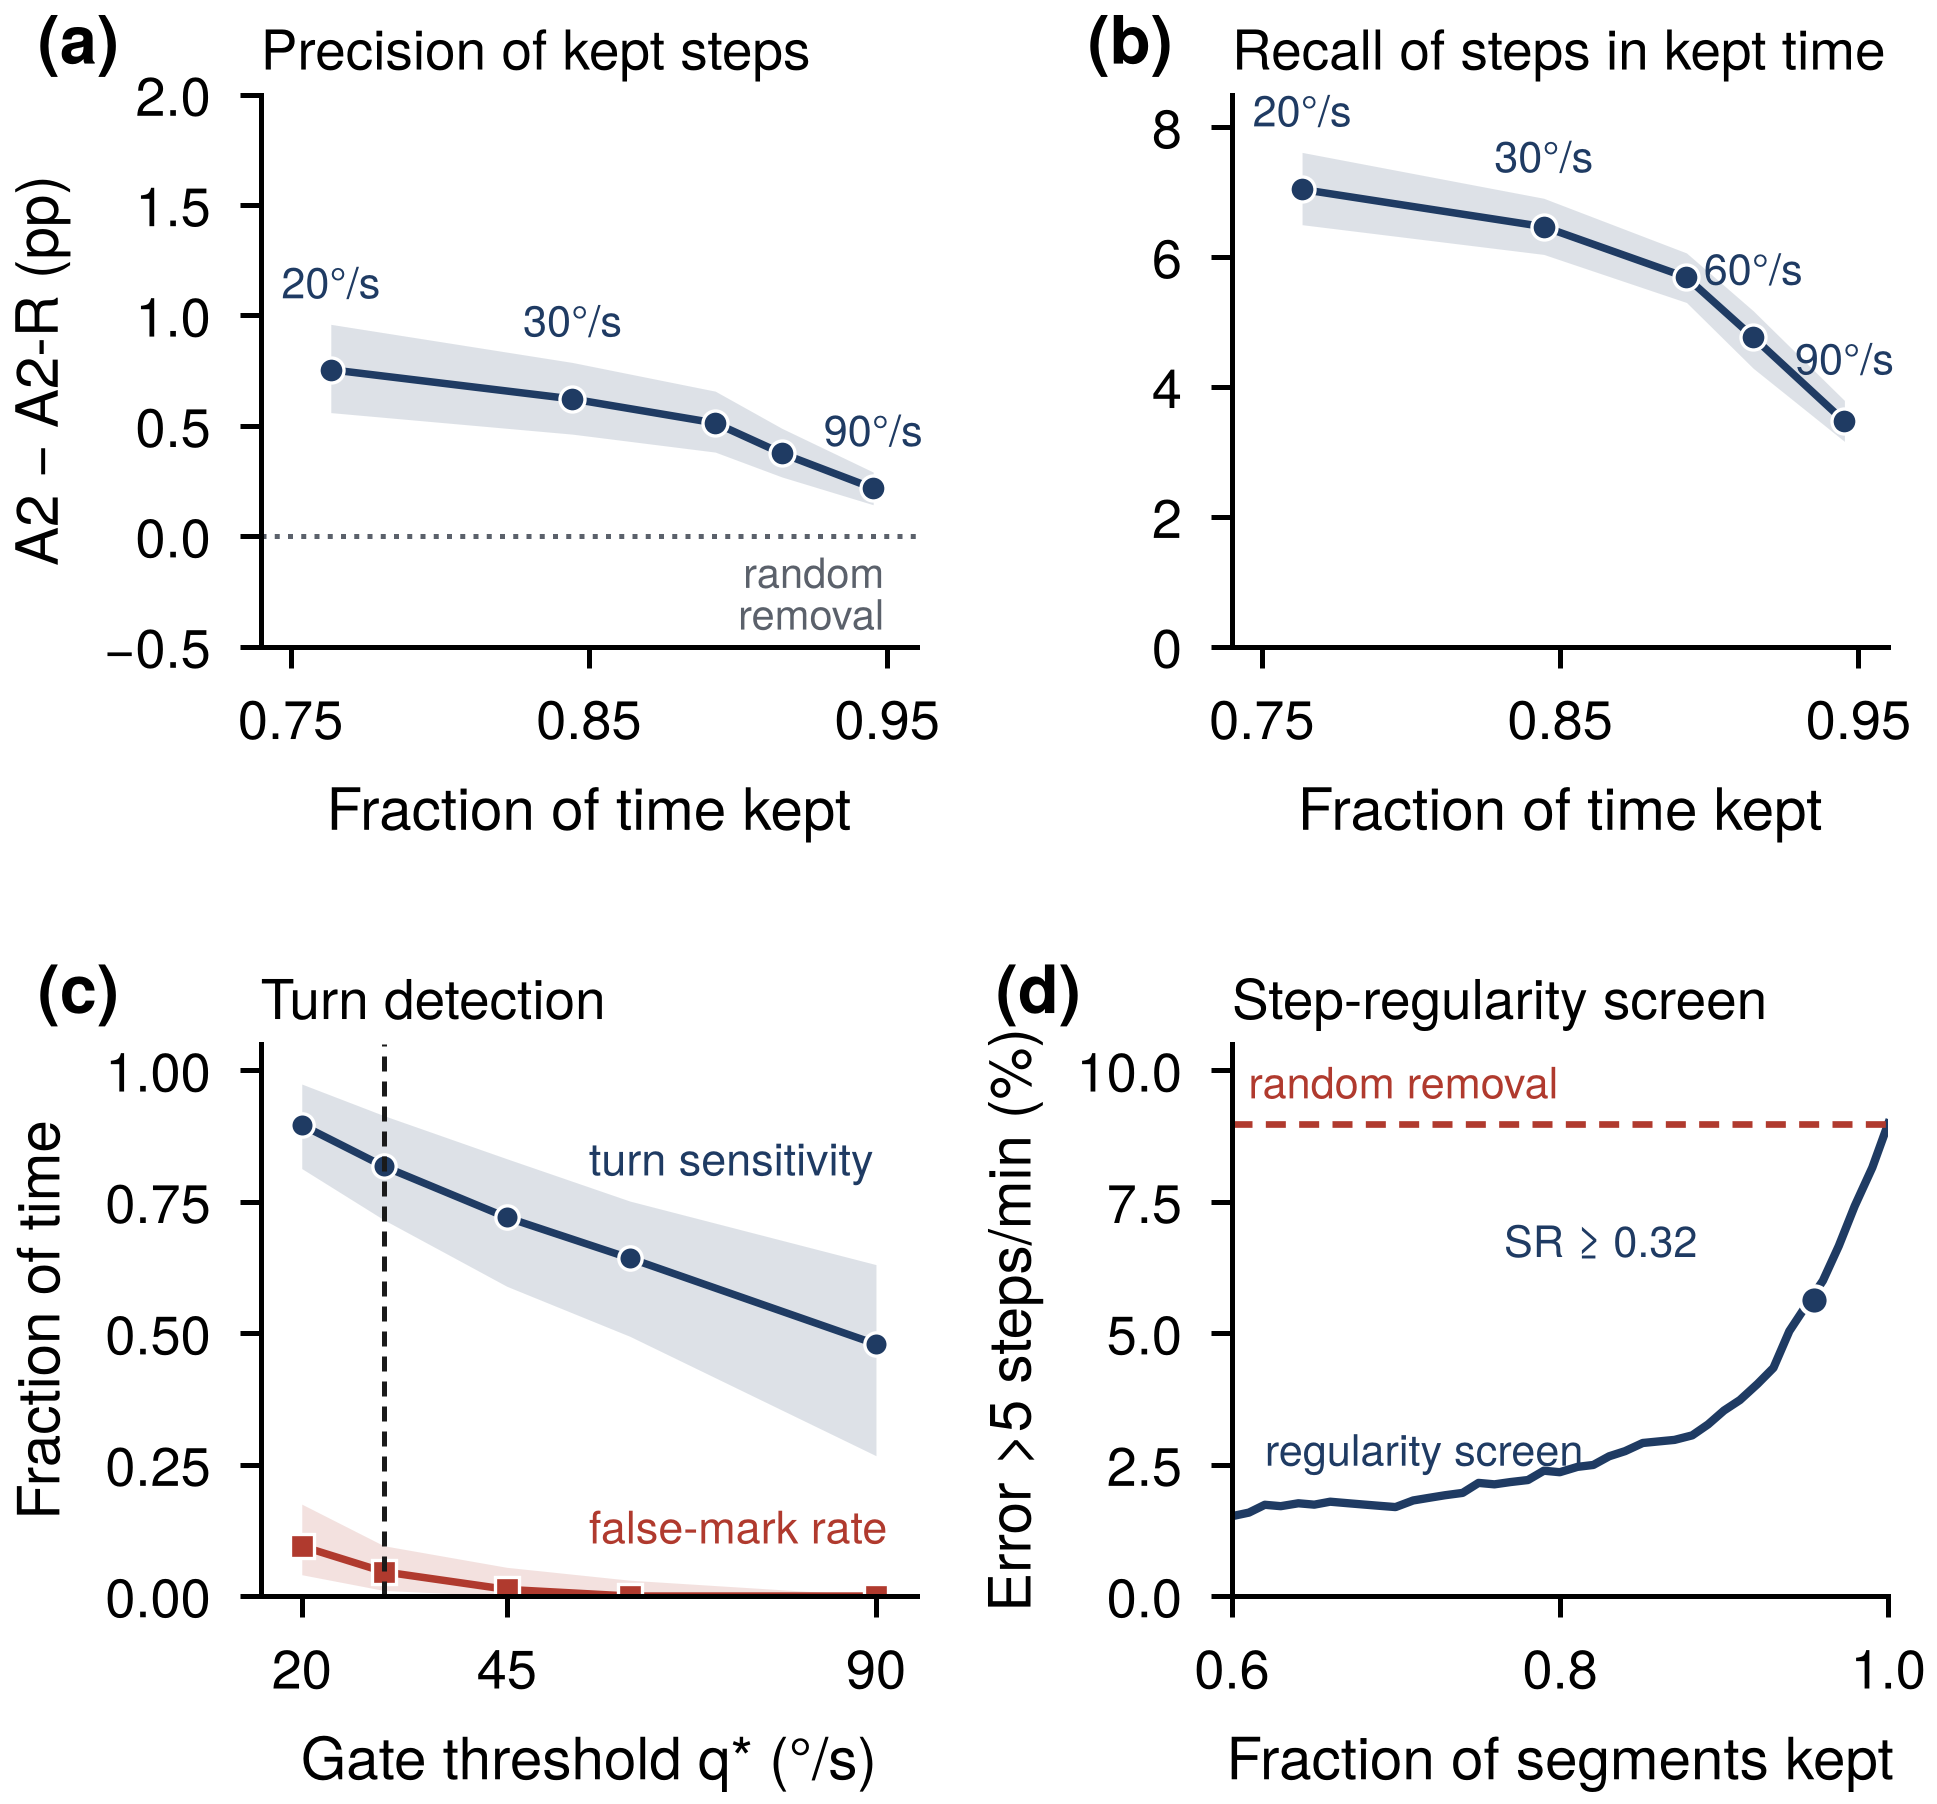 (a) Precision of kept steps
2.0
1.5
1.0
0.5
0.0
−0.5
A2 − A2-R (pp)
20°/s
30°/s
90°/s
random
removal
0.75 0.85 0.95
Fraction of time kept
(b) Recall of steps in kept time
8
6
4
2
0
20°/s
30°/s
60°/s
90°/s
0.75 0.85 0.95
Fraction of time kept
(c) Turn detection
1.00
0.75
0.50
0.25
0.00
Fraction of time
turn sensitivity
false-mark rate
20 45 90
Gate threshold q* (°/s)
(d) Step-regularity screen
10.0
7.5
5.0
2.5
0.0
Error >5 steps/min (%)
random removal
SR ≥ 0.32
regularity screen
0.6 0.8 1.0
Fraction of segments kept